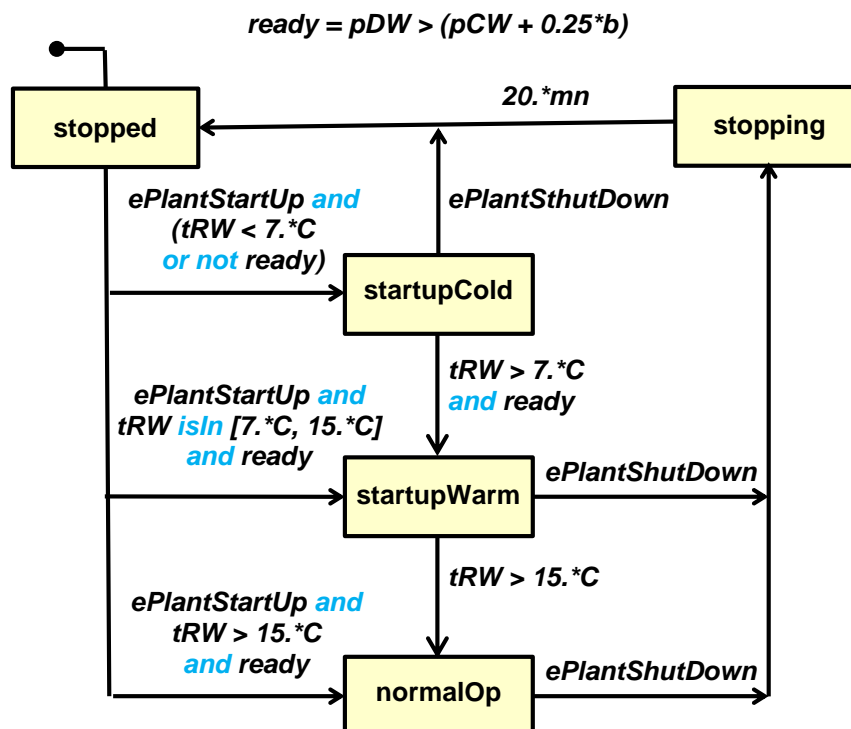 ready = pDW > (pCW + 0.25*b)
20.*mn
stopped
stopping
ePlantStartUp and
(tRW < 7.*C
or not ready)
ePlantSthutDown
startupCold
tRW > 7.*C
and ready
ePlantStartUp and
tRW isIn [7.*C, 15.*C]
and ready
ePlantShutDown
startupWarm
tRW > 15.*C
ePlantStartUp and
tRW > 15.*C
and ready
ePlantShutDown
normalOp